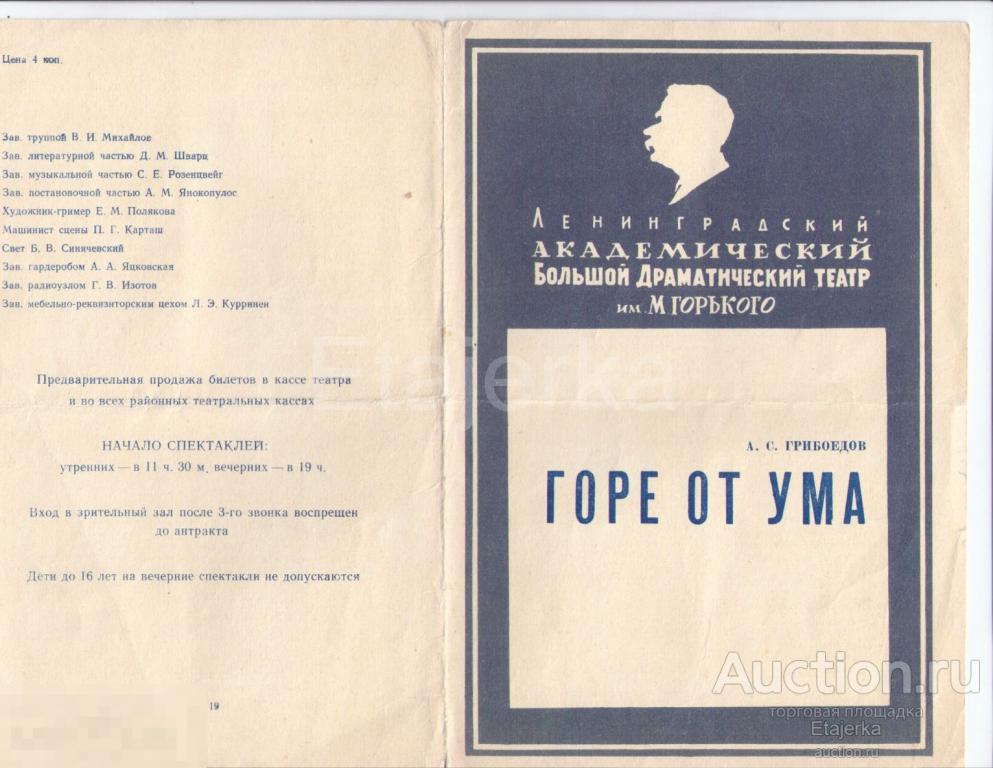 Цена 4 коп.
Зав. труппой В. И. Михайлов
Зав. литературной частью Д. М. Шварц
Зав. музыкальной частью С. Е. Розенцвейг
Зав. постановочной частью А. М. Янокопулос
Художник-гример Е. М. Полякова
Машинист сцены П. Г. Карташ
Свет Б. В. Синячевский
Зав. гардеробом А. А. Яцковская
Зав. радиоузлом Г. В. Изотов
Зав. мебельно-реквизиторским цехом Л. Э. Курринен
Предварительная продажа билетов в кассе театра
и во всех районных театральных кассах
НАЧАЛО СПЕКТАКЛЕЙ:
утренних — в 11 ч. 30 м, вечерних — в 19 ч.
Вход в зрительный зал после 3-го звонка воспрещен
до антракта
Дети до 16 лет на вечерние спектакли не допускаются
19
ЛЕНИНГРАДСКИЙ
АКАДЕМИЧЕСКИЙ
БОЛЬШОЙ ДРАМАТИЧЕСКИЙ ТЕАТР
им. М ГОРЬКОГО
А. С. ГРИБОЕДОВ
ГОРЕ ОТ УМА
Etajerka
Auction.ru
торговая площадка
Etajerka
auction.ru